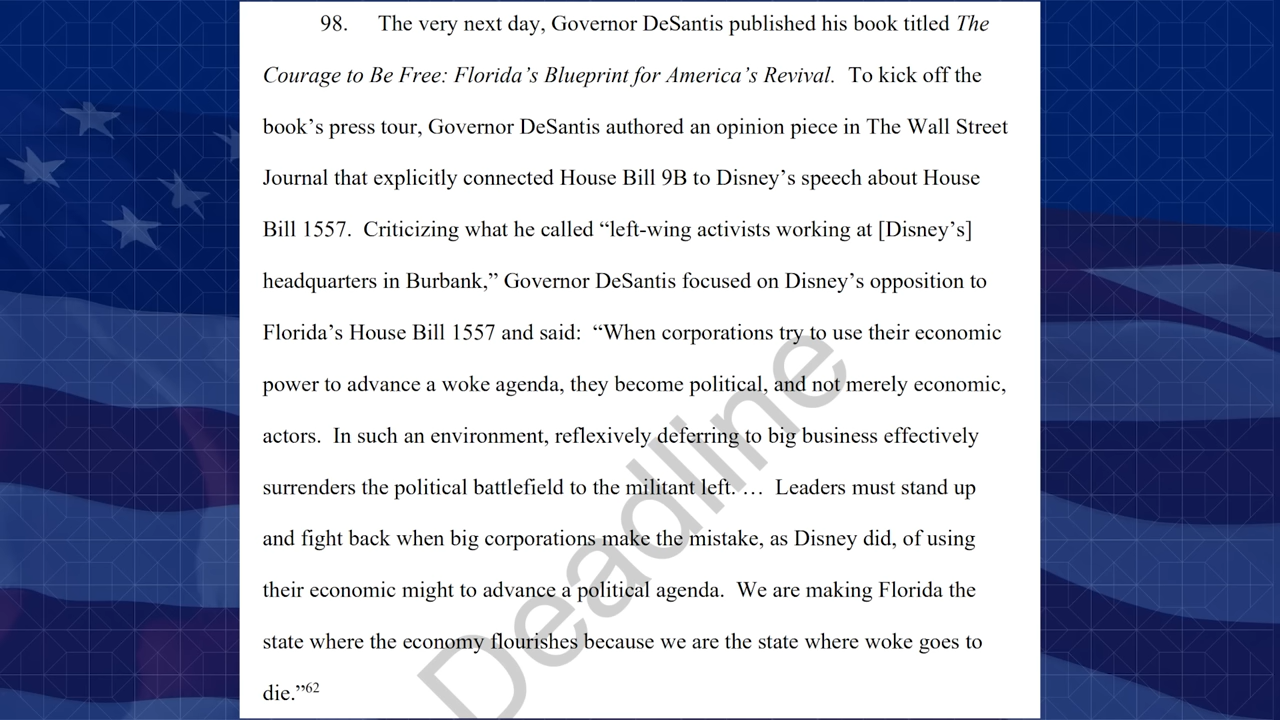 98. The very next day, Governor DeSantis published his book titled The
Courage to Be Free: Florida’s Blueprint for America’s Revival. To kick off the
book’s press tour, Governor DeSantis authored an opinion piece in The Wall Street
Journal that explicitly connected House Bill 9B to Disney’s speech about House
Bill 1557. Criticizing what he called “left-wing activists working at [Disney’s]
headquarters in Burbank,” Governor DeSantis focused on Disney’s opposition to
Florida’s House Bill 1557 and said: “When corporations try to use their economic
power to advance a woke agenda, they become political, and not merely economic,
actors. In such an environment, reflexively deferring to big business effectively
surrenders the political battlefield to the militant left. … Leaders must stand up
and fight back when big corporations make the mistake, as Disney did, of using
their economic might to advance a political agenda. We are making Florida the
state where the economy flourishes because we are the state where woke goes to
die.”62
Deadline